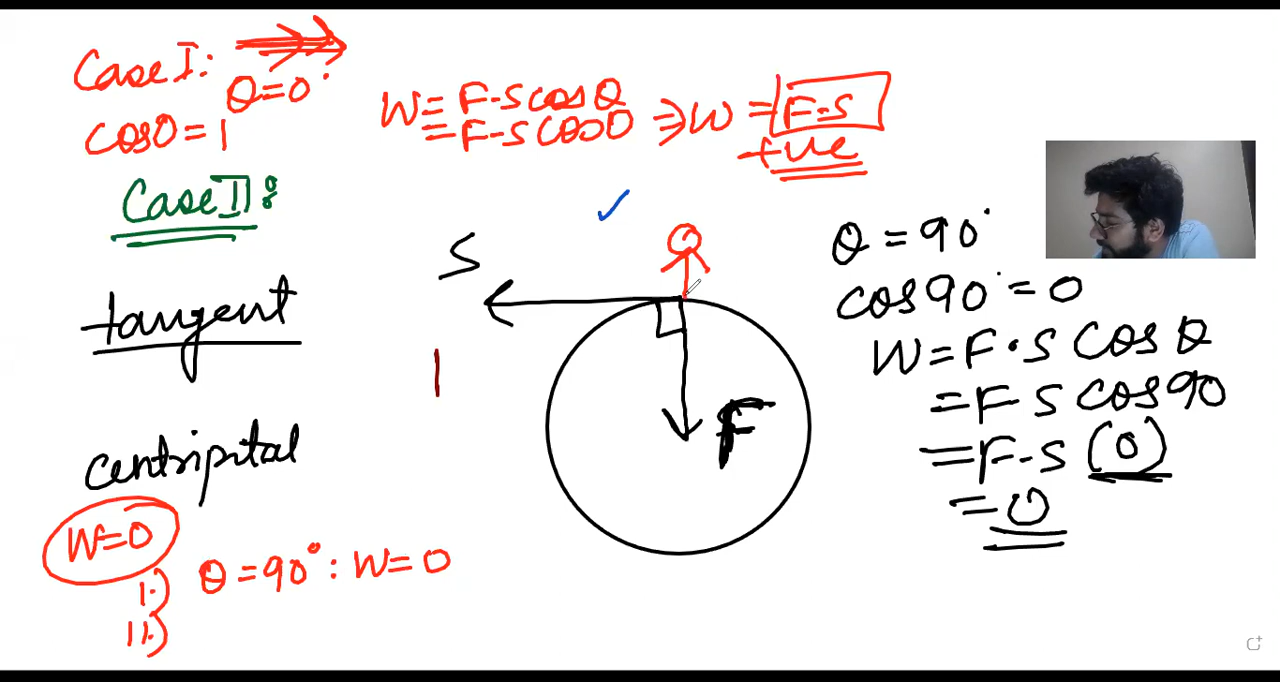 Case I:
θ = 0°
cos0 = 1
W = F-S cosθ
= F-S cos0 ⇒ W = F-S
+ve
Case II:
S
tangent
F
centripital
θ = 90°
cos90° = 0
W = F·S cosθ
= F S cos90
= F-S (0)
= 0
W=0
1.)
11.)
θ = 90° : W = 0